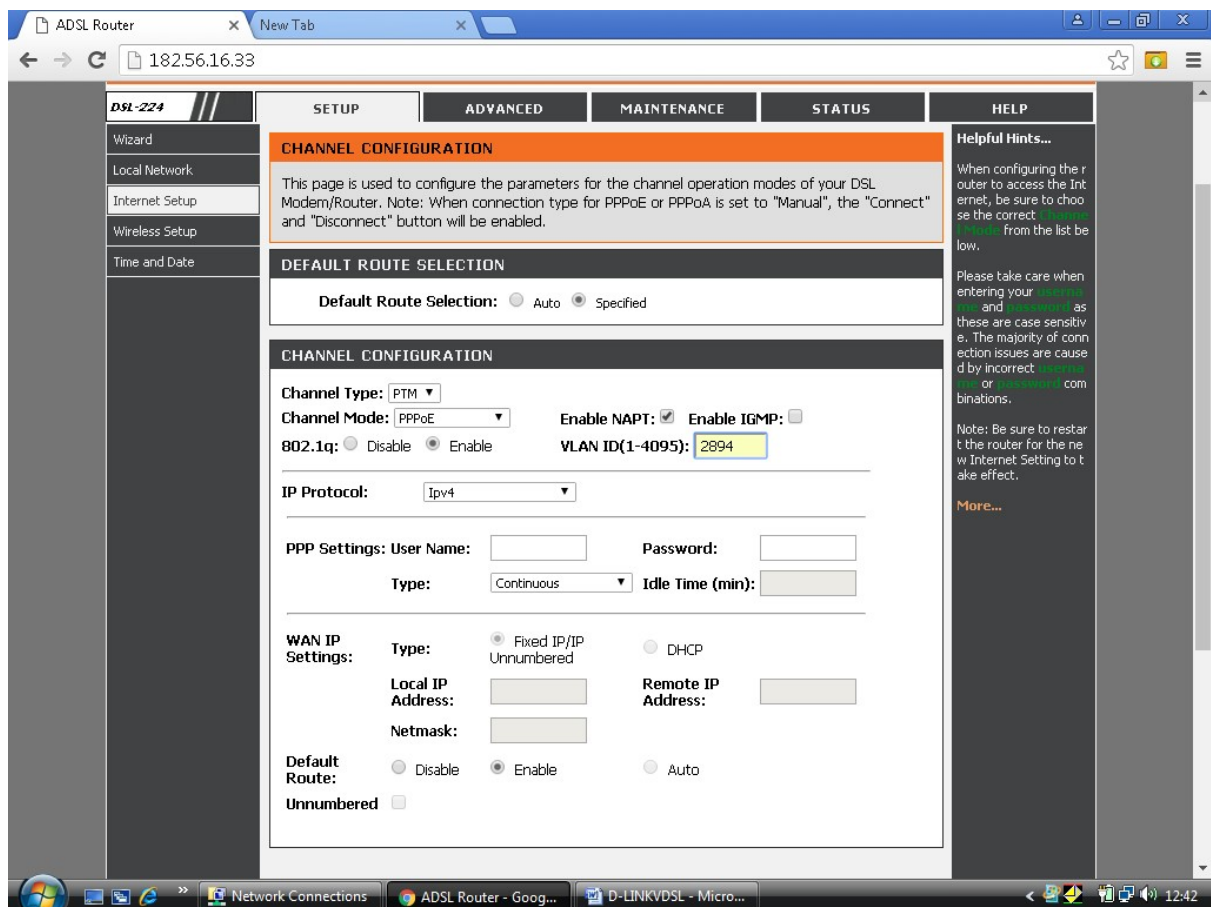 ADSL Router
New Tab
182.56.16.33
DSL-224
SETUP
ADVANCED
MAINTENANCE
STATUS
HELP
Wizard
Local Network
Internet Setup
Wireless Setup
Time and Date
CHANNEL CONFIGURATION
This page is used to configure the parameters for the channel operation modes of your DSL
Modem/Router. Note: When connection type for PPPoE or PPPoA is set to "Manual", the "Connect"
and "Disconnect" button will be enabled.
DEFAULT ROUTE SELECTION
Default Route Selection: Auto Specified
CHANNEL CONFIGURATION
Channel Type: PTM
Channel Mode: PPPoE Enable NAPT: Enable IGMP:
802.1q: Disable Enable VLAN ID(1-4095): 2894
IP Protocol: Ipv4
PPP Settings: User Name: Password:
Type: Continuous Idle Time (min):
WAN IP
Settings:
Type:
Fixed IP/IP
Unnumbered
DHCP
Local IP
Address:
Remote IP
Address:
Netmask:
Default
Route:
Disable Enable Auto
Unnumbered
Helpful Hints...
When configuring the r
outer to access the Int
ernet, be sure to choo
se the correct Channe
l Mode from the list be
low.
Please take care when
entering your userna
me and password as
these are case sensitiv
e. The majority of conn
ection issues are cause
d by incorrect userna
me or password com
binations.
Note: Be sure to restar
t the router for the ne
w Internet Setting to t
ake effect.
More...
Network Connections
ADSL Router - Goog...
D-LINKVDSL - Micro...
12:42